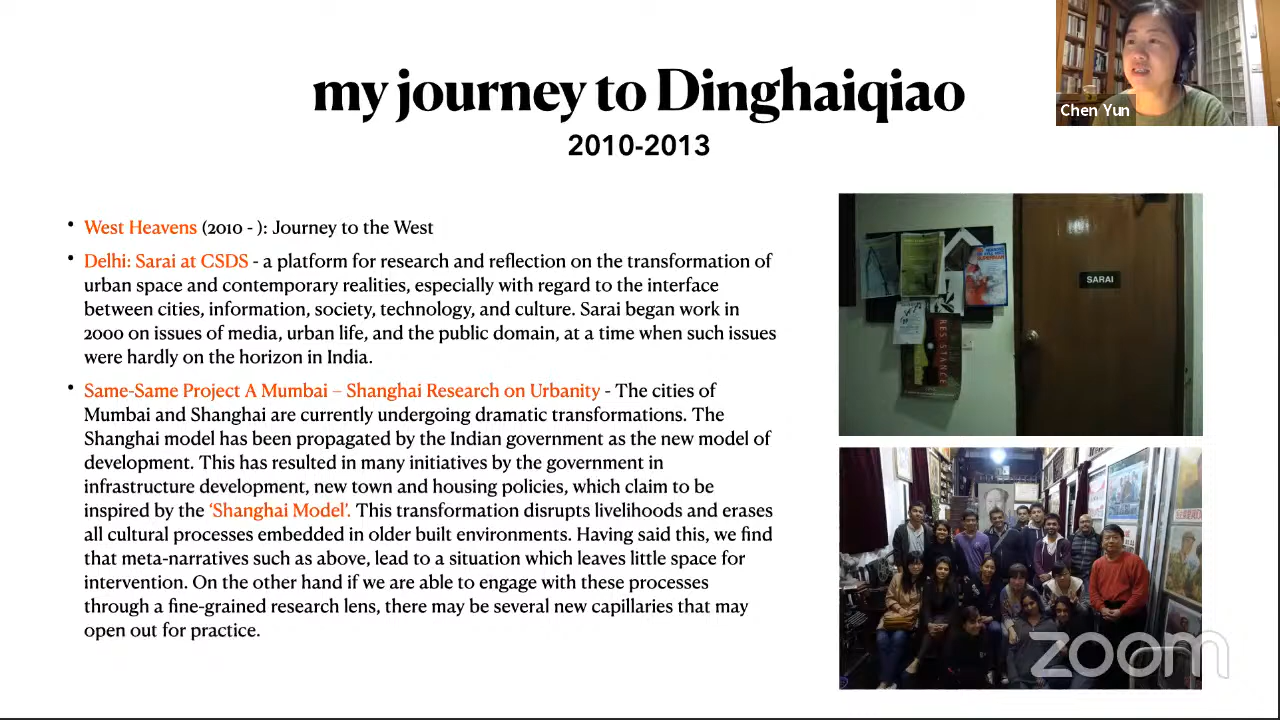 my journey to Dinghaiqiao
2010-2013
Chen Yun
• West Heavens (2010 - ): Journey to the West
• Delhi: Sarai at CSDS - a platform for research and reflection on the transformation of
urban space and contemporary realities, especially with regard to the interface
between cities, information, society, technology, and culture. Sarai began work in
2000 on issues of media, urban life, and the public domain, at a time when such issues
were hardly on the horizon in India.
• Same-Same Project A Mumbai – Shanghai Research on Urbanity - The cities of
Mumbai and Shanghai are currently undergoing dramatic transformations. The
Shanghai model has been propagated by the Indian government as the new model of
development. This has resulted in many initiatives by the government in
infrastructure development, new town and housing policies, which claim to be
inspired by the ‘Shanghai Model’. This transformation disrupts livelihoods and erases
all cultural processes embedded in older built environments. Having said this, we find
that meta-narratives such as above, lead to a situation which leaves little space for
intervention. On the other hand if we are able to engage with these processes
through a fine-grained research lens, there may be several new capillaries that may
open out for practice.
SARAI
RESISTANCE
zoom